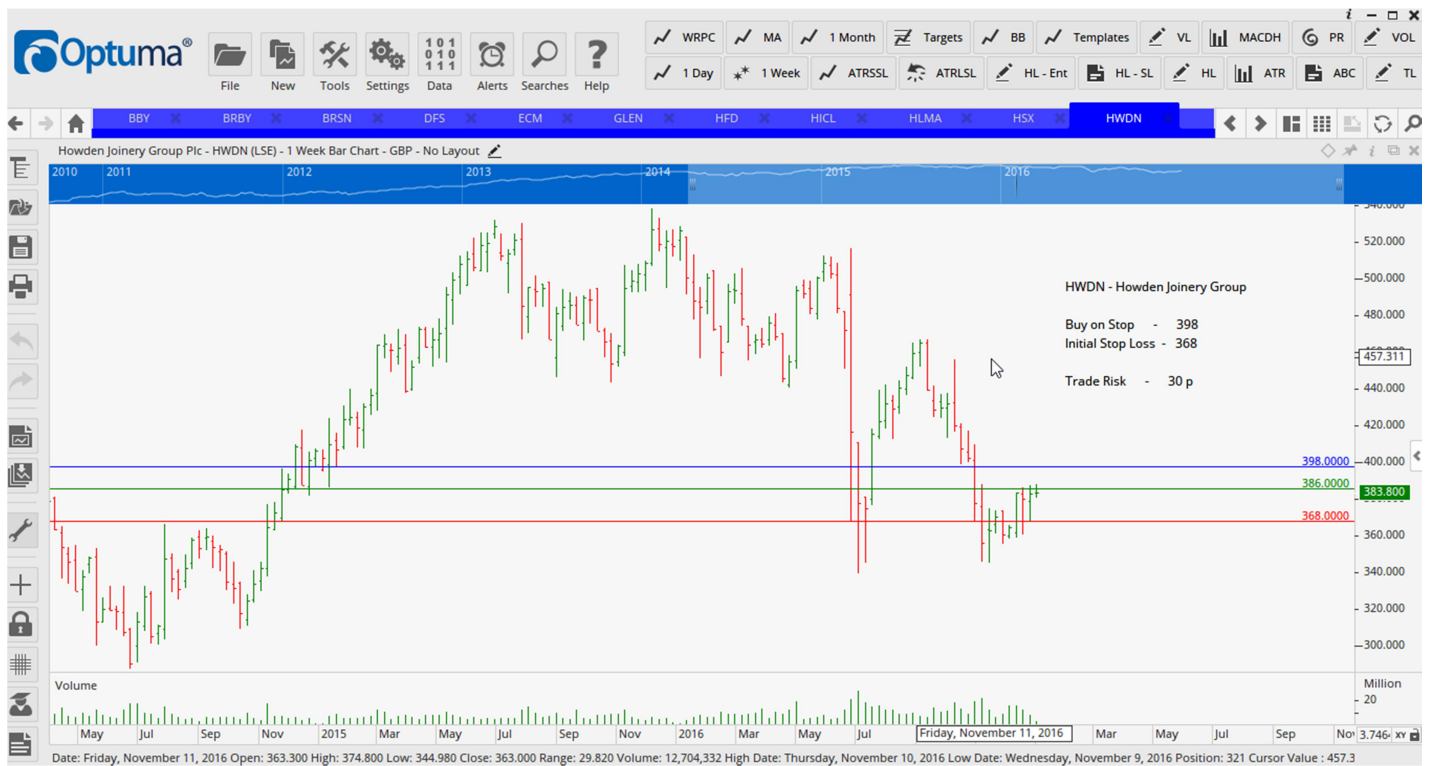 i
Optuma®
File
New
Tools
Settings
101
010
111
Data
Alerts
Searches
Help
WRPC
MA
1 Month
Targets
BB
Templates
VL
MACDH
PR
VOL
1 Day
1 Week
ATRSSL
ATRLSL
HL - Ent
HL - SL
HL
ATR
ABC
TL
BBY
BRBY
BRSN
DFS
ECM
GLEN
HFD
HICL
HLMA
HSX
HWDN
Howden Joinery Group Plc - HWDN (LSE) - 1 Week Bar Chart - GBP - No Layout
2010 2011 2012 2013 2014 2015 2016
540.000
520.000
500.000
480.000
457.311
440.000
420.000
400.000
383.800
360.000
340.000
320.000
300.000
HWDN - Howden Joinery Group
Buy on Stop - 398
Initial Stop Loss - 368
Trade Risk - 30 p
398.0000
386.0000
368.0000
Volume
Million
20
May Jul Sep Nov 2015 Mar May Jul Sep Nov 2016 Mar May Jul Friday, November 11, 2016 Mar May Jul Sep Nov 3.746 XY
Date: Friday, November 11, 2016 Open: 363.300 High: 374.800 Low: 344.980 Close: 363.000 Range: 29.820 Volume: 12,704,332 High Date: Thursday, November 10, 2016 Low Date: Wednesday, November 9, 2016 Position: 321 Cursor Value : 457.3